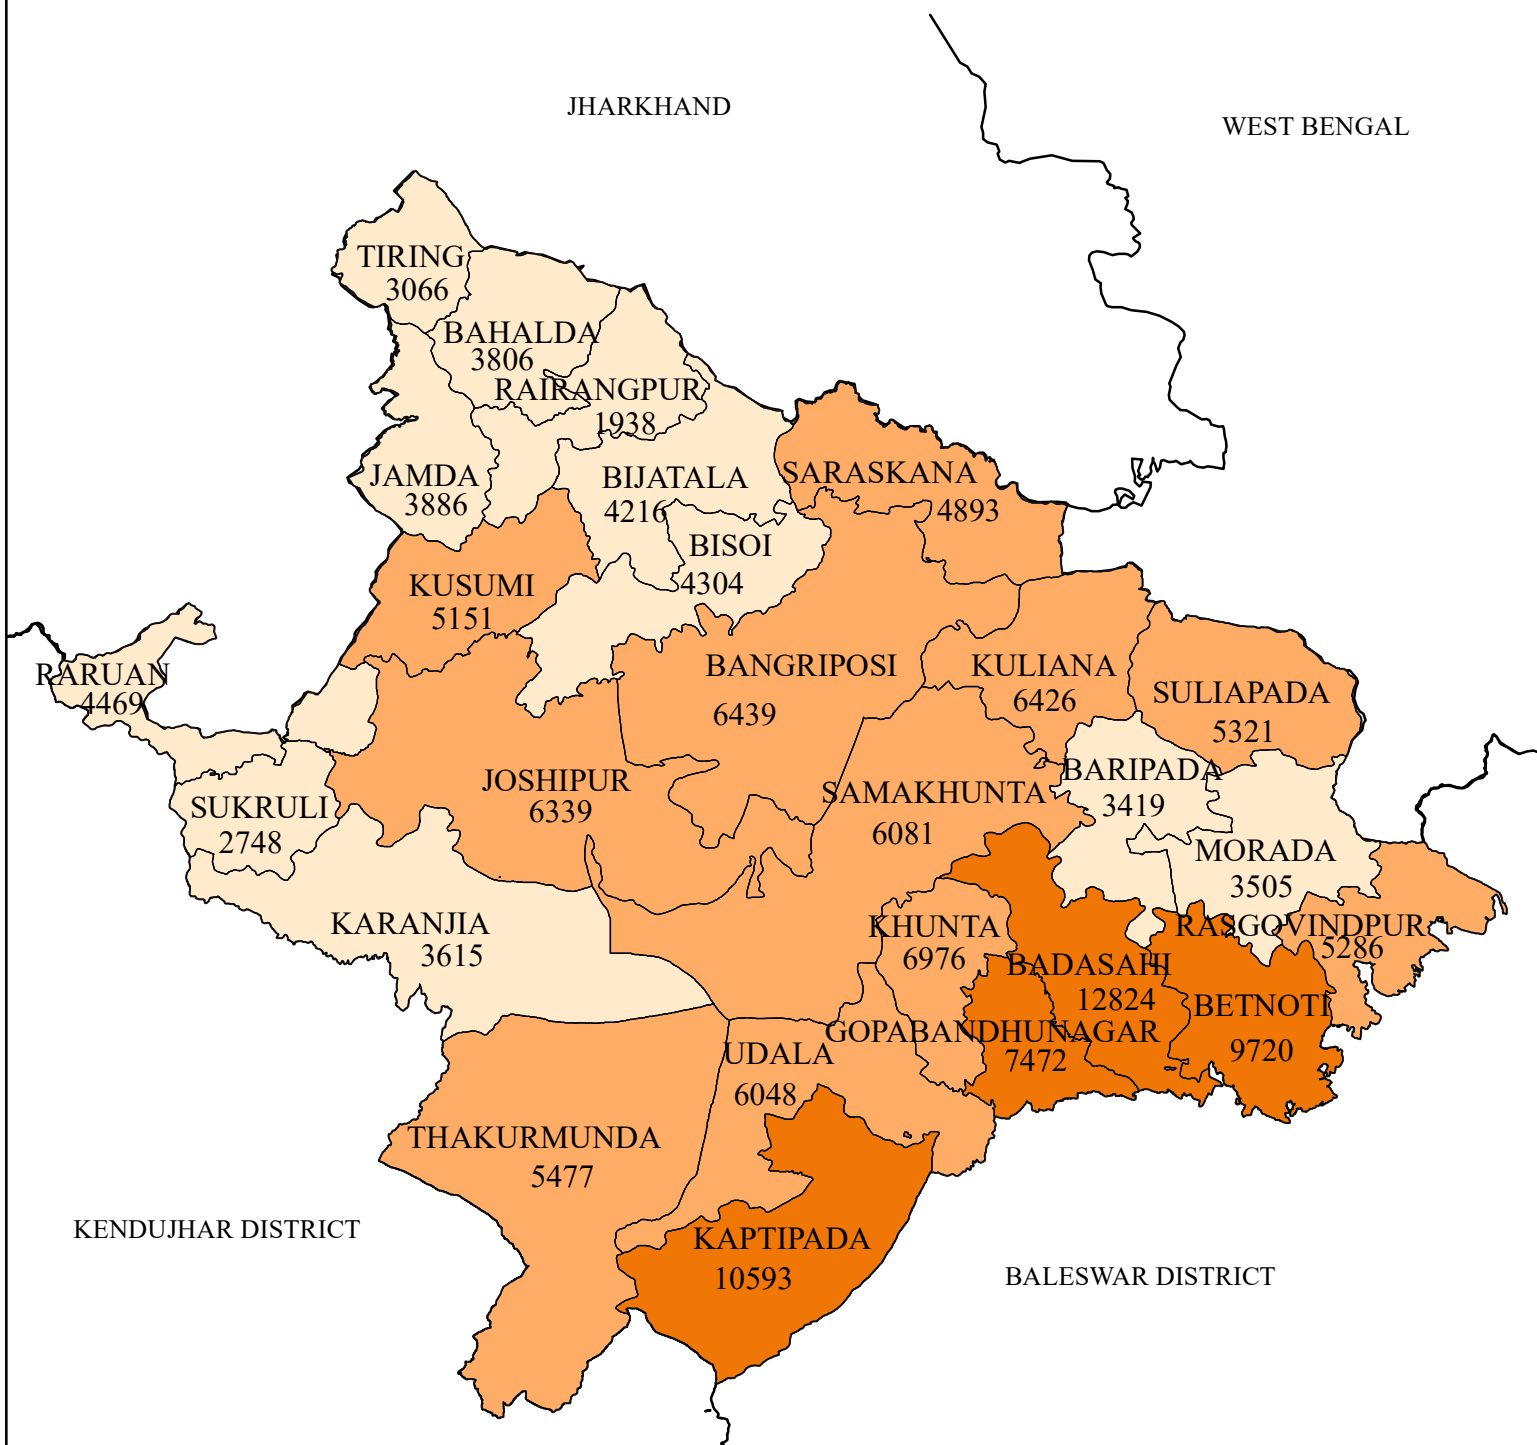 JHARKHAND
WEST BENGAL
TIRING
3066
BAHALDA
3806
RAIRANGPUR
1938
JAMDA
3886
BIJATALA
4216
SARASKANA
4893
BISOI
4304
KUSUMI
5151
RARUAN
4469
BANGRIPOSI
6439
KULIANA
6426
SULIAPADA
5321
JOSHIPUR
6339
SAMAKHUNTA
6081
BARIPADA
3419
SUKRULI
2748
MORADA
3505
KARANJIA
3615
KHUNTA
6976
RASGOVINDPUR
5286
BADASAHI
12824
BETNOTI
9720
GOPABANDHUNAGAR
7472
UDALA
6048
THAKURMUNDA
5477
KENDUJHAR DISTRICT
KAPTIPADA
10593
BALESWAR DISTRICT